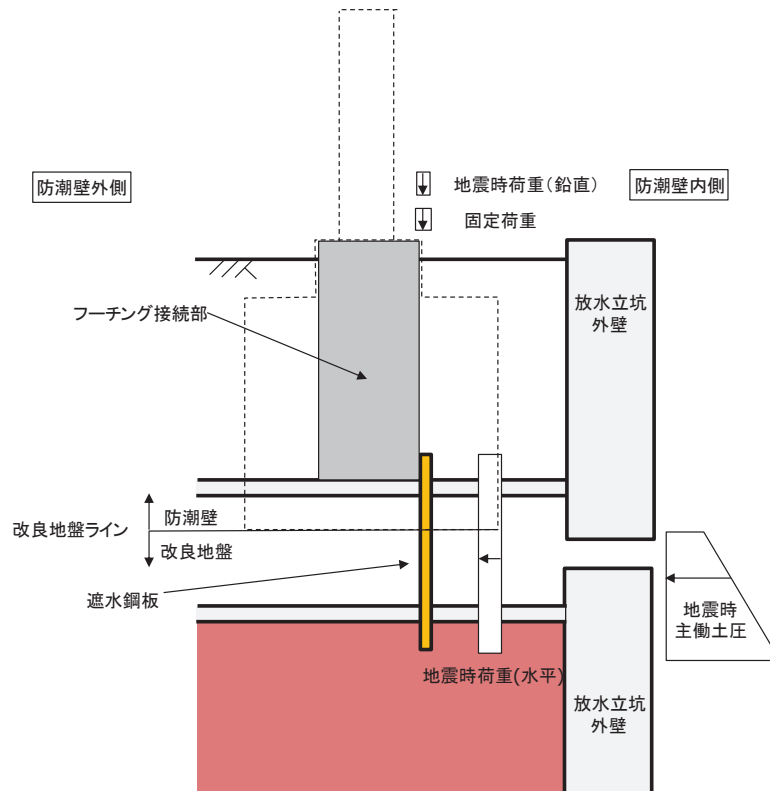 地震時荷重（鉛直）
防潮壁外側
防潮壁内側
固定荷重
放水立坑
外壁
フーチング接続部
防潮壁
改良地盤ライン
改良地盤
遮水鋼板
地震時
主働土圧
地震時荷重(水平)
放水立坑
外壁